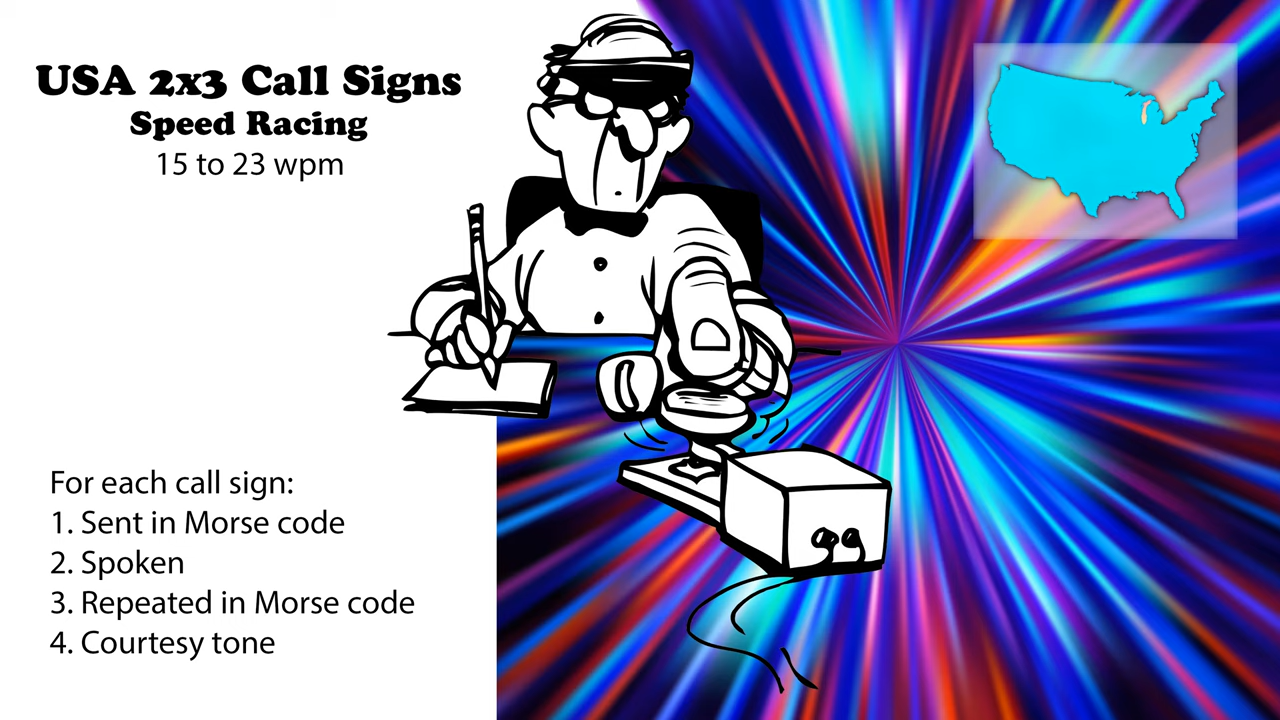 USA 2x3 Call Signs
Speed Racing
15 to 23 wpm
For each call sign:
1. Sent in Morse code
2. Spoken
3. Repeated in Morse code
4. Courtesy tone